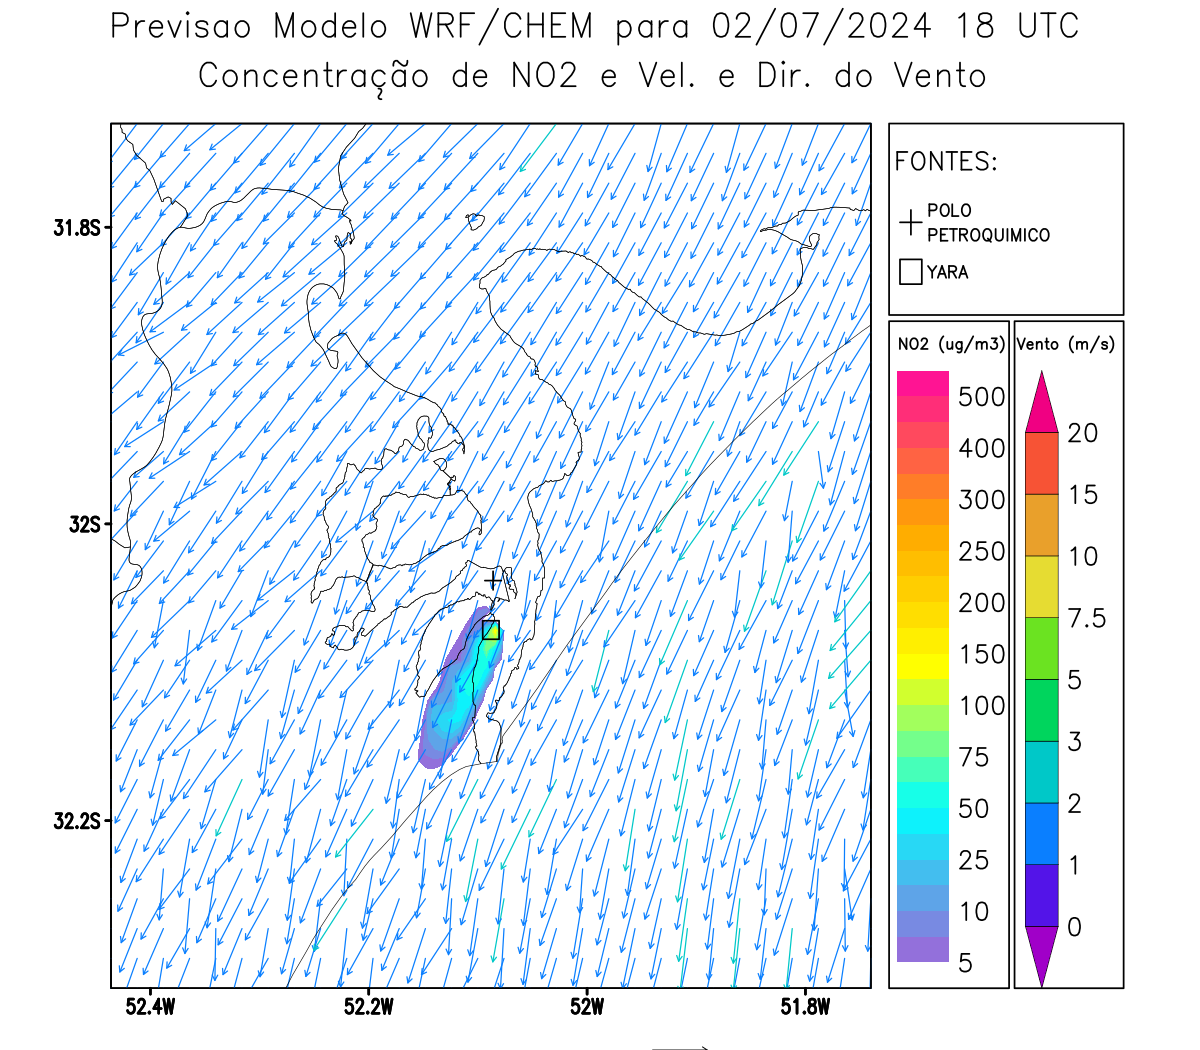 Previsao Modelo WRF/CHEM para 02/07/2024 18 UTC
Concentração de NO2 e Vel. e Dir. do Vento
FONTES:
POLO
PETROQUIMICO
YARA
NO2 (ug/m3)
500
400
300
250
200
150
100
75
50
25
10
5
Vento (m/s)
20
15
10
7.5
5
3
2
1
0
31.8S
32S
32.2S
52.4W
52.2W
52W
51.8W